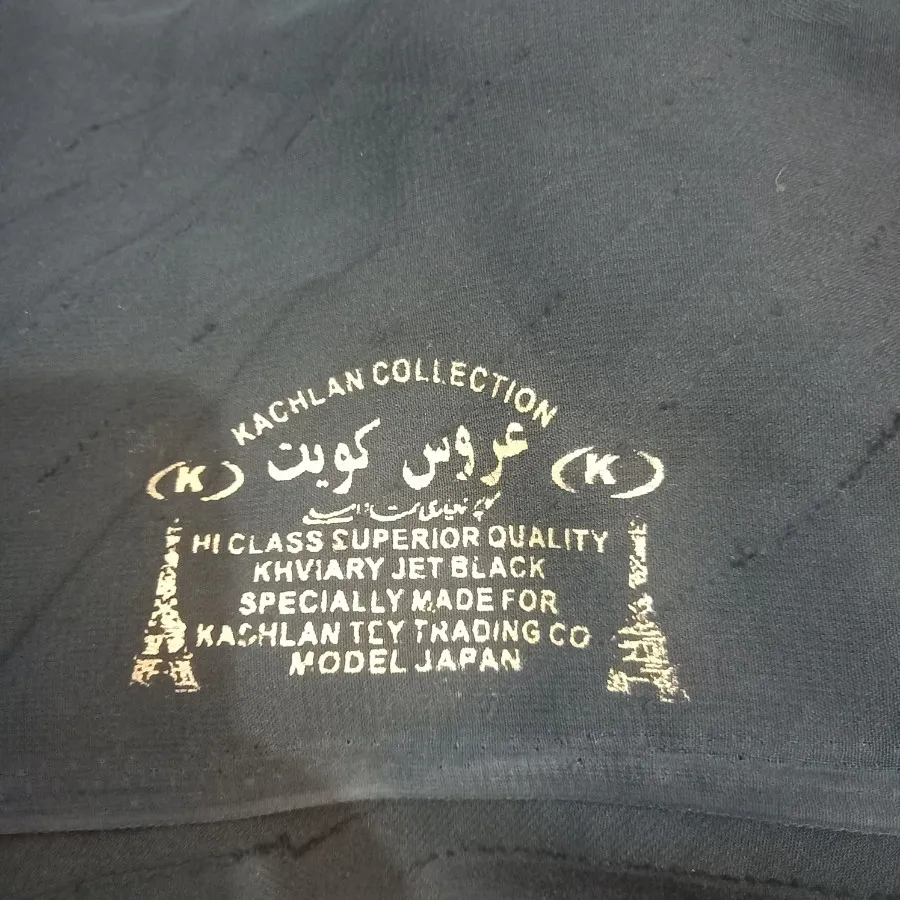 KACHLAN COLLECTION
عروس كويت
(K) (K)
HI CLASS SUPERIOR QUALITY
KHVIARY JET BLACK
SPECIALLY MADE FOR
KACHLAN TEY TRADING CO
MODEL JAPAN